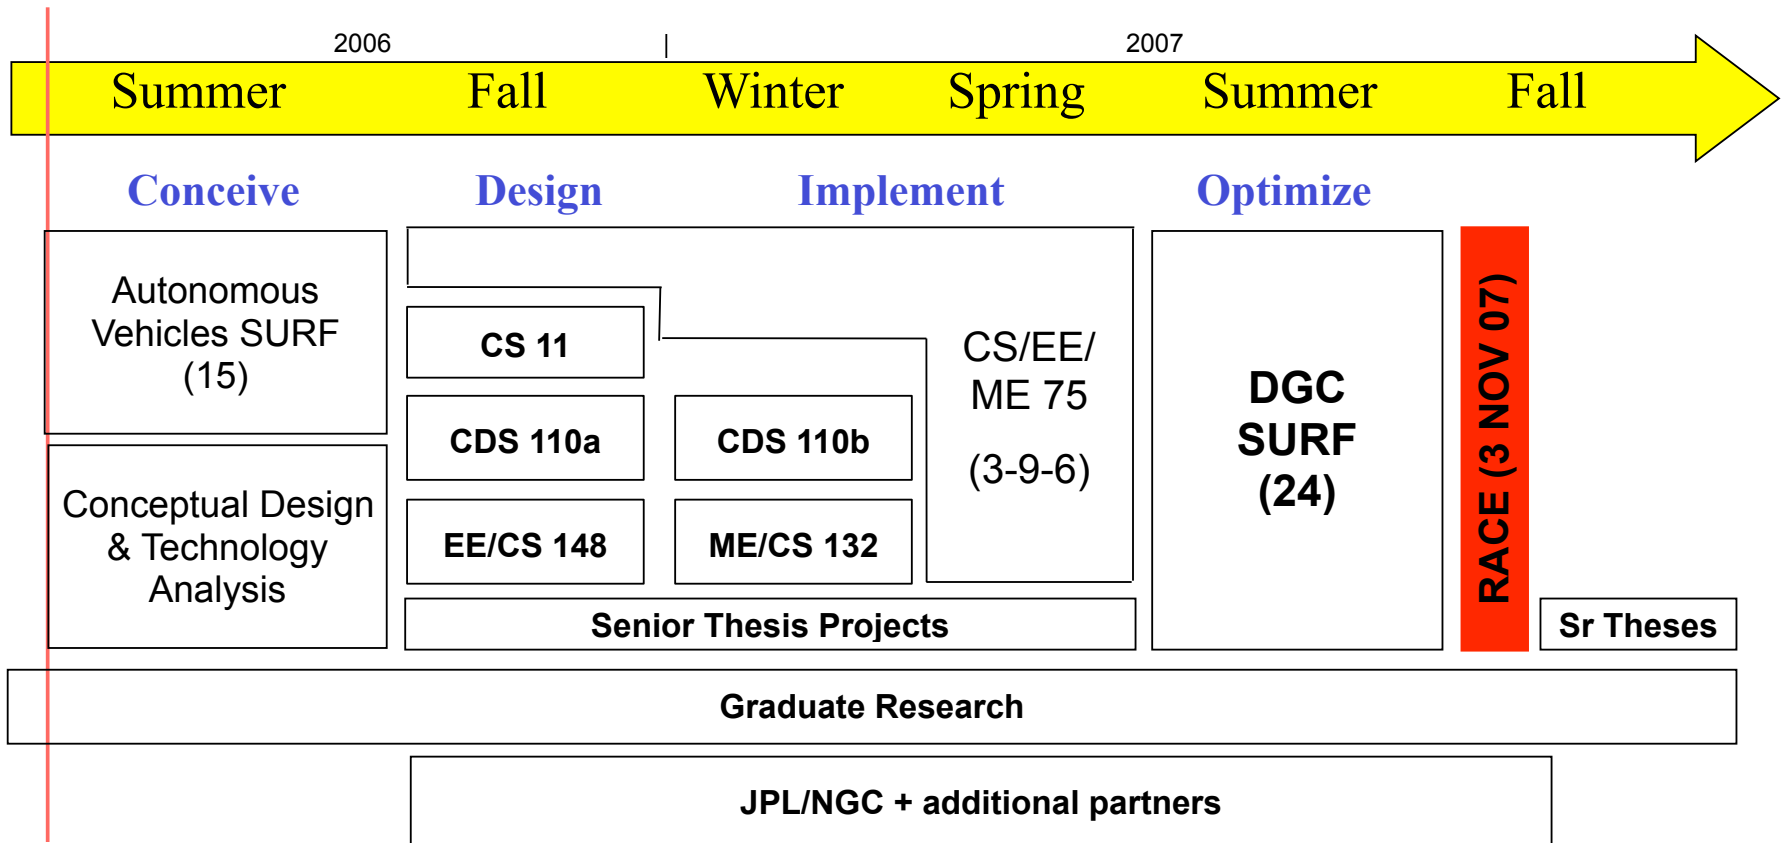 2006
2007
Summer Fall Winter Spring Summer Fall
Conceive Design Implement Optimize
Autonomous
Vehicles SURF
(15)
Conceptual Design
& Technology
Analysis
CS 11
CDS 110a
EE/CS 148
CDS 110b
ME/CS 132
CS/EE/
ME 75
(3-9-6)
Senior Thesis Projects
DGC
SURF
(24)
RACE (3 NOV 07)
Sr Theses
Graduate Research
JPL/NGC + additional partners